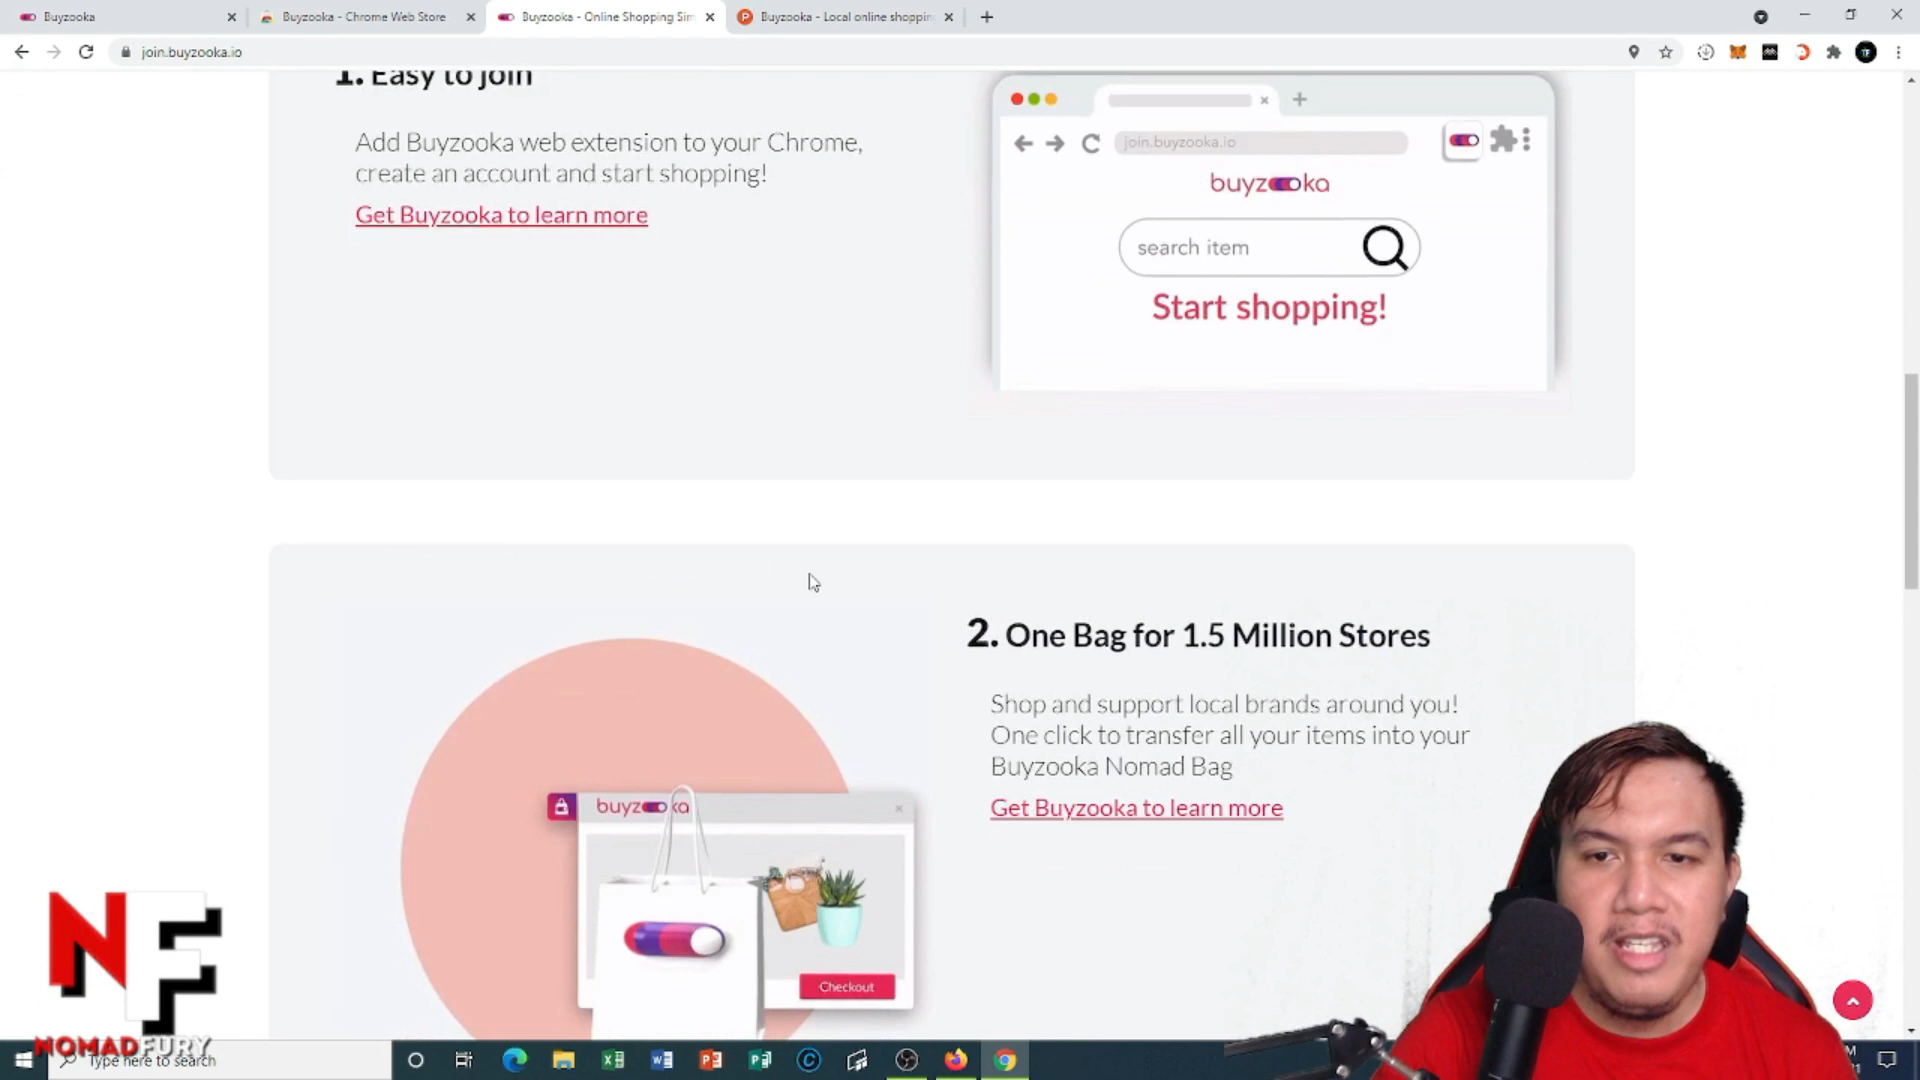 Buyzooka
Buyzooka - Chrome Web Store
Buyzooka - Online Shopping Sim
Buyzooka - Local online shoppin
join.buyzooka.io
1. Easy to join
Add Buyzooka web extension to your Chrome,
create an account and start shopping!
Get Buyzooka to learn more
join.buyzooka.io
buyzooka
search item
Start shopping!
2. One Bag for 1.5 Million Stores
Shop and support local brands around you!
One click to transfer all your items into your
Buyzooka Nomad Bag
Get Buyzooka to learn more
buyzooka
Checkout
NF
NOMADFURY
Type here to search